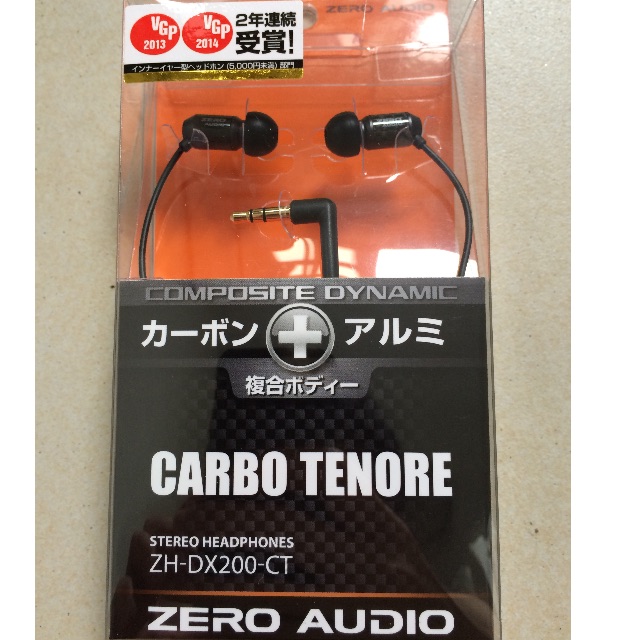 ZERO AUDIO
VGP
2013
VGP
2014
2年連続
受賞!
インナーイヤー型ヘッドホン (5,000円未満) 部門
ZERO
COMPOSITE DYNAMIC
カーボン + アルミ
複合ボディー
CARBO TENORE
STEREO HEADPHONES
ZH-DX200-CT
ZERO AUDIO